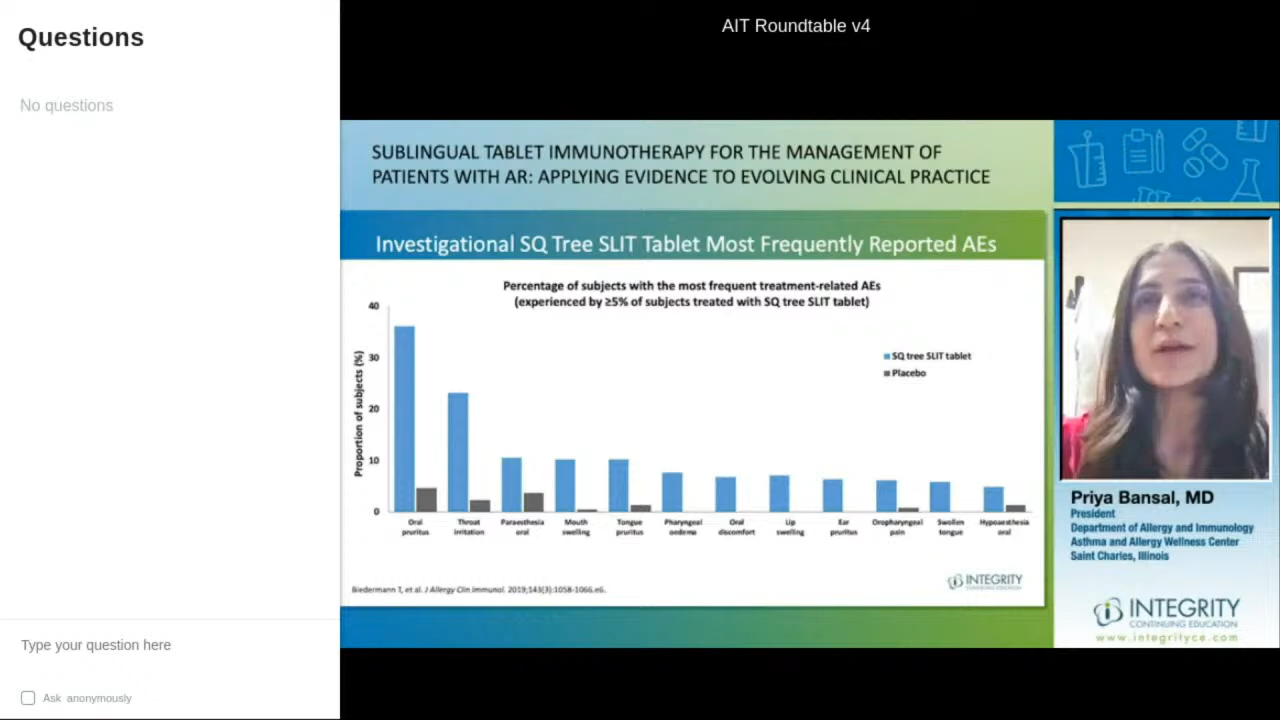 Questions
No questions
Type your question here
Ask anonymously
AIT Roundtable v4
SUBLINGUAL TABLET IMMUNOTHERAPY FOR THE MANAGEMENT OF
PATIENTS WITH AR: APPLYING EVIDENCE TO EVOLVING CLINICAL PRACTICE
Investigational SQ Tree SLIT Tablet Most Frequently Reported AEs
Percentage of subjects with the most frequent treatment-related AEs
(experienced by ≥5% of subjects treated with SQ tree SLIT tablet)
Proportion of subjects (%)
40
30
20
10
0
SQ tree SLIT tablet
Placebo
Oral
pruritus
Throat
irritation
Paraesthesia
oral
Mouth
swelling
Tongue
pruritus
Pharyngeal
oedema
Oral
discomfort
Lip
swelling
Ear
pruritus
Oropharyngeal
pain
Swollen
tongue
Hypoaesthesia
oral
Biedermann T, et al. J Allergy Clin Immunol. 2019;143(3):1058-1066.e6.
INTEGRITY
CONTINUING EDUCATION
Priya Bansal, MD
President
Department of Allergy and Immunology
Asthma and Allergy Wellness Center
Saint Charles, Illinois
INTEGRITY
CONTINUING EDUCATION
www.integrityce.com